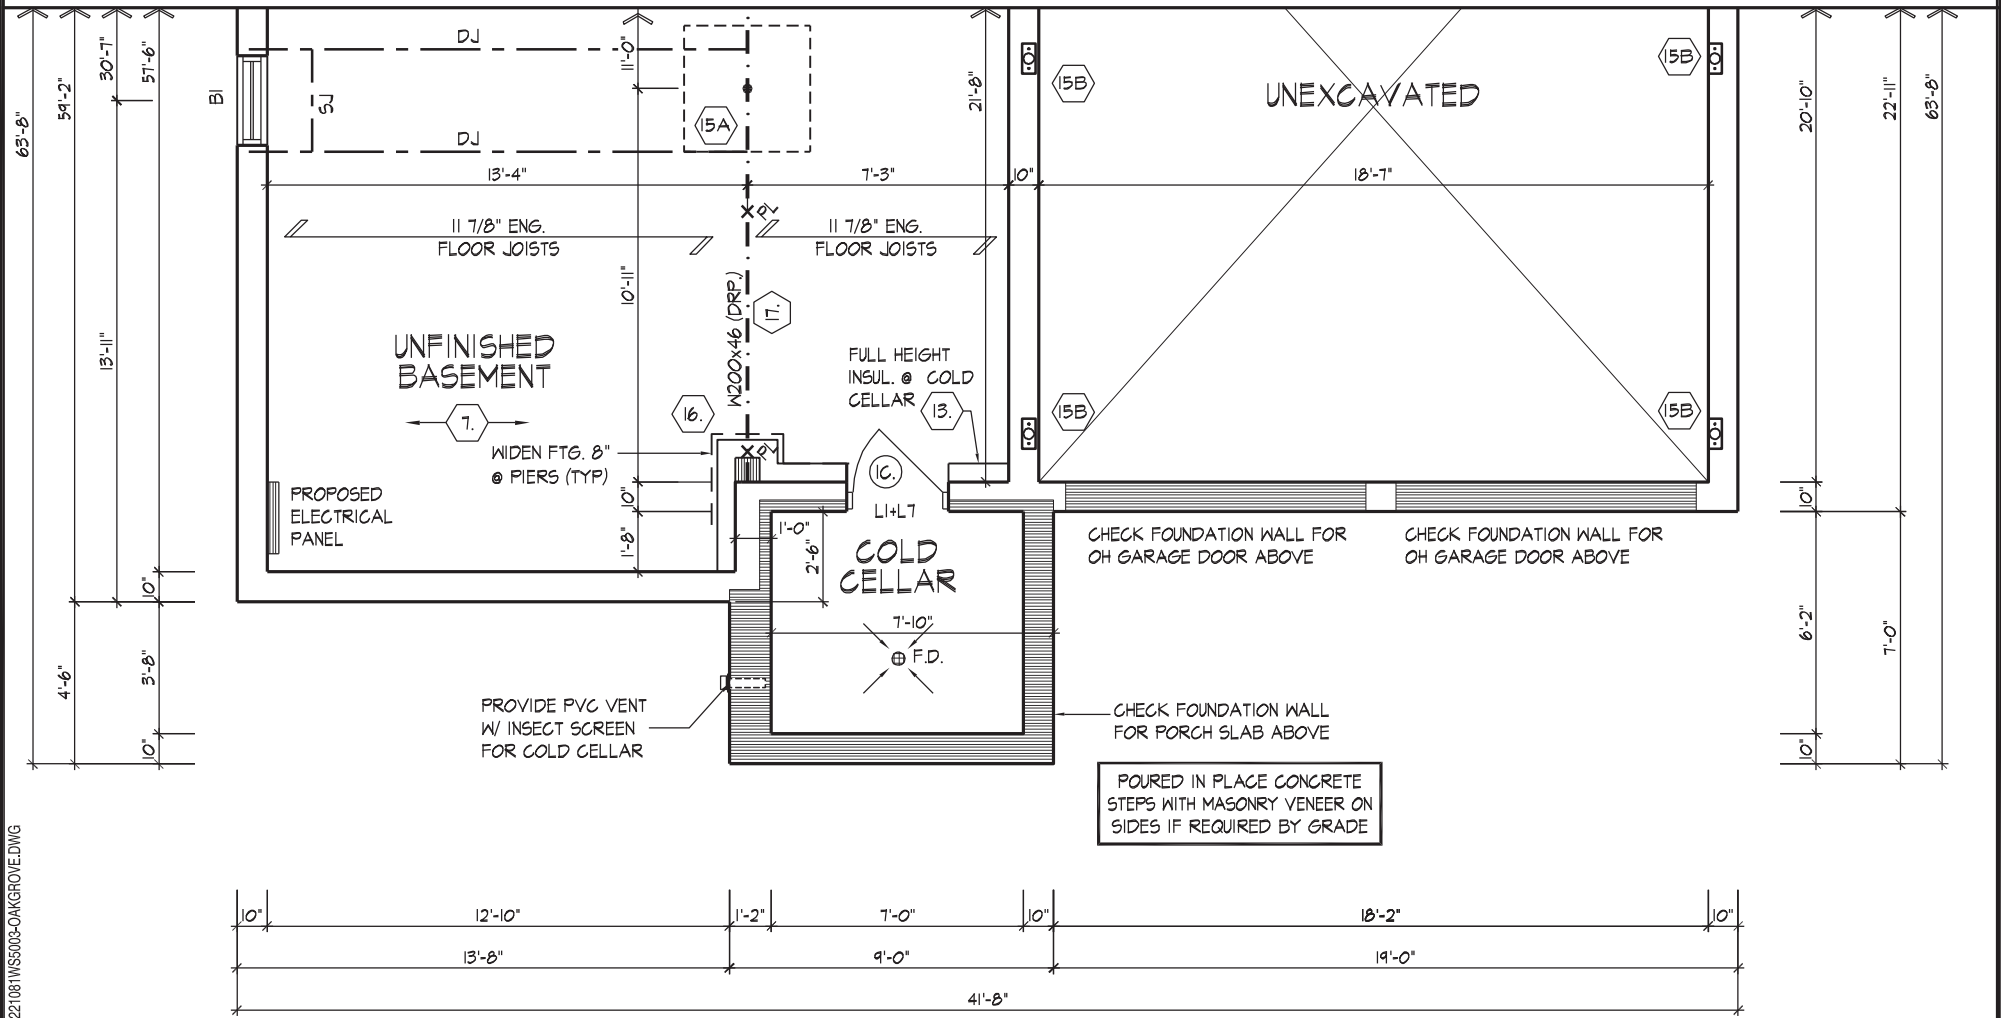 DJ
BI
SJ
DJ
15A
11'-0"
21'-8"
15B
UNEXCAVATED
15B
63'-8"
59'-2"
30'-7"
57'-6"
20'-10"
22'-11"
63'-8"
13'-4"
7'-3"
10"
18'-7"
PL
11 7/8" ENG.
FLOOR JOISTS
11 7/8" ENG.
FLOOR JOISTS
10'-11"
13'-11"
W200x46 (DRP.)
17.
UNFINISHED
BASEMENT
7.
FULL HEIGHT
INSUL. @ COLD
CELLAR
13.
16.
15B
15B
WIDEN FTG. 8"
@ PIERS (TYP)
PL
1C.
L1+L7
PROPOSED
ELECTRICAL
PANEL
10"
1'-8"
1'-0"
2'-6"
COLD
CELLAR
CHECK FOUNDATION WALL FOR
OH GARAGE DOOR ABOVE
CHECK FOUNDATION WALL FOR
OH GARAGE DOOR ABOVE
10"
10"
7'-10"
F.D.
6'-2"
7'-0"
4'-6"
3'-8"
10"
10"
PROVIDE PVC VENT
W/ INSECT SCREEN
FOR COLD CELLAR
CHECK FOUNDATION WALL
FOR PORCH SLAB ABOVE
POURED IN PLACE CONCRETE
STEPS WITH MASONRY VENEER ON
SIDES IF REQUIRED BY GRADE
221081WS5003-OAKGROVE.DWG
10"
12'-10"
1'-2"
7'-0"
10"
18'-2"
10"
13'-8"
9'-0"
19'-0"
41'-8"